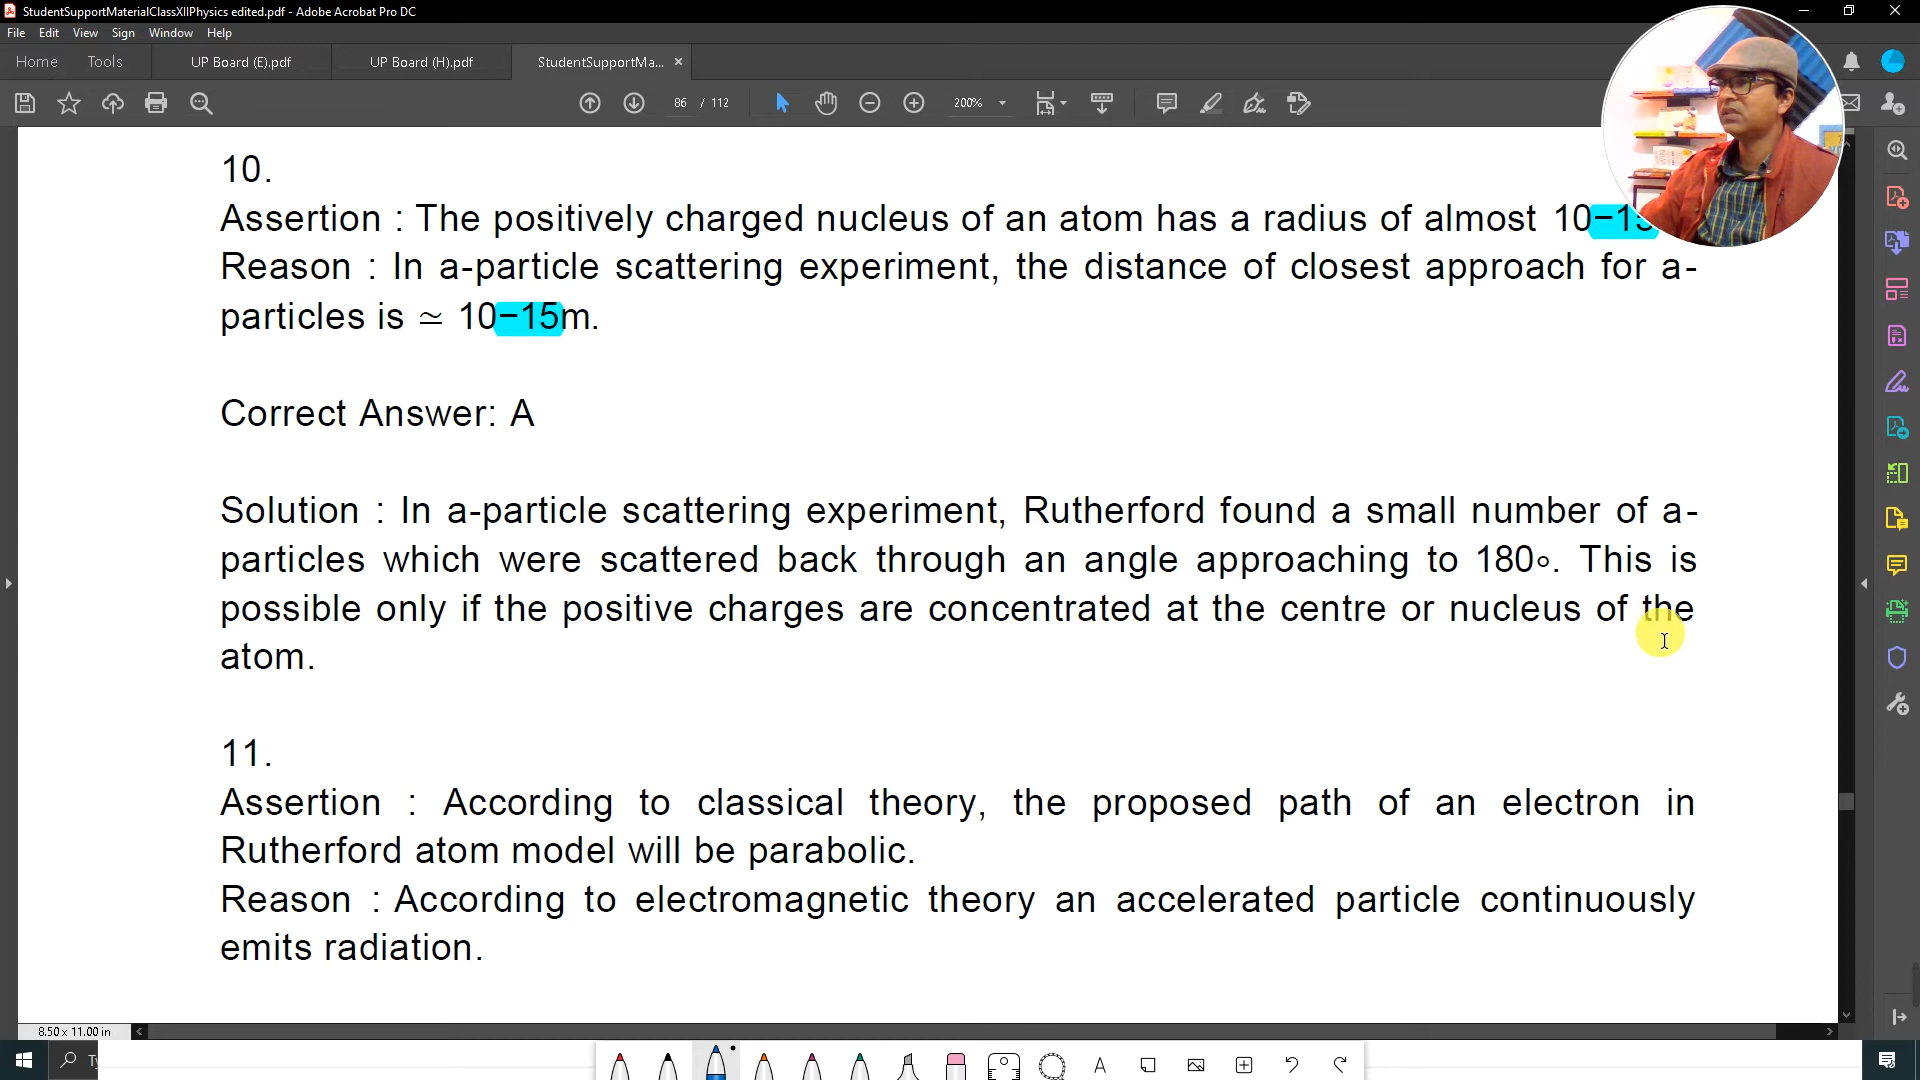 StudentSupportMaterialClassXIIPhysics edited.pdf - Adobe Acrobat Pro DC
File Edit View Sign Window Help
Home Tools UP Board (E).pdf UP Board (H).pdf StudentSupportMa... ×
86 / 112 200%
10.
Assertion : The positively charged nucleus of an atom has a radius of almost 10−15
Reason : In a-particle scattering experiment, the distance of closest approach for a-
particles is ≃ 10−15m.
Correct Answer: A
Solution : In a-particle scattering experiment, Rutherford found a small number of a-
particles which were scattered back through an angle approaching to 180∘. This is
possible only if the positive charges are concentrated at the centre or nucleus of the
atom.
11.
Assertion : According to classical theory, the proposed path of an electron in
Rutherford atom model will be parabolic.
Reason : According to electromagnetic theory an accelerated particle continuously
emits radiation.
8.50 x 11.00 in